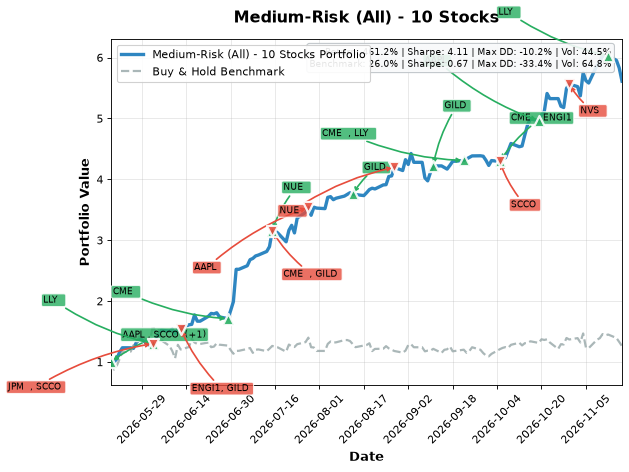 Medium-Risk (All) - 10 Stocks
LLY
Medium-Risk (All) - 10 Stocks Portfolio
Buy & Hold Benchmark
51.2% | Sharpe: 4.11 | Max DD: -10.2% | Vol: 44.5%
26.0% | Sharpe: 0.67 | Max DD: -33.4% | Vol: 64.8%
GILD
NVS
CME
ENGI1
CME , LLY
GILD
NUE
NUE
SCCO
AAPL
CME , GILD
CME
LLY
AAPL , SCCO (+1)
JPM , SCCO
ENGI1, GILD
Portfolio Value
6
5
4
3
2
1
2026-05-29
2026-06-14
2026-06-30
2026-07-16
2026-08-01
2026-08-17
2026-09-02
2026-09-18
2026-10-04
2026-10-20
2026-11-05
Date